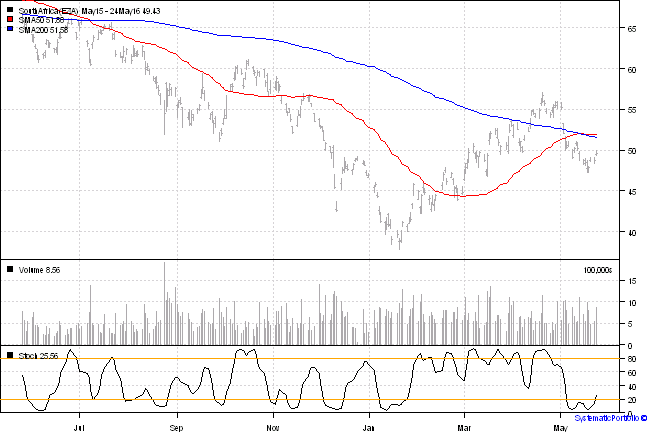 SouthAfrica(EZA) May15 - 24May16 49.43
SMA50 51.88
SMA200 51.58
65
60
55
50
45
40
Volume 8.56
100,000s
15
10
5
0
Stoch 25.56
80
60
40
20
0
Jul
Sep
Nov
Jan
Mar
May
SystematicPortfolio ©